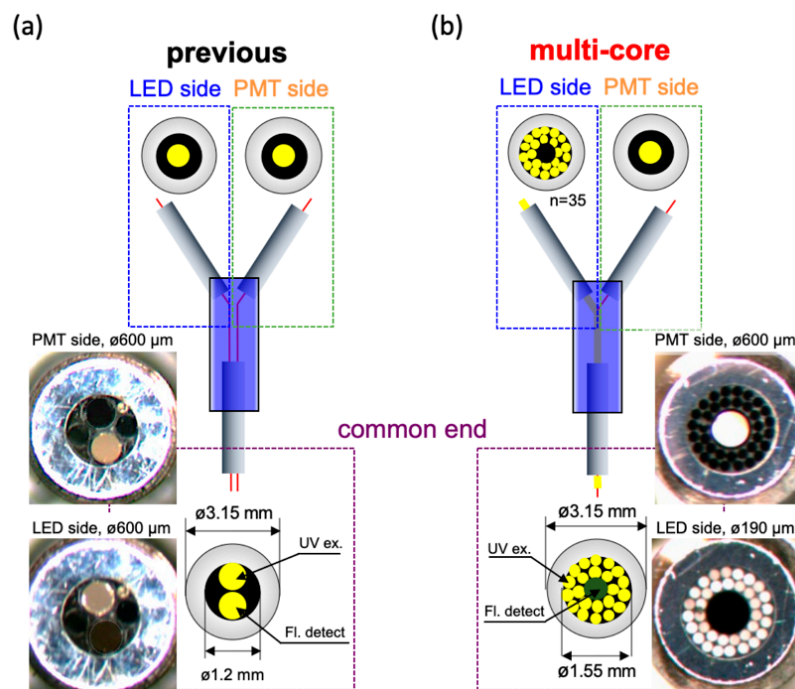 (a)
previous
LED side PMT side
PMT side, ø600 µm
common end
LED side, ø600 µm
ø3.15 mm
UV ex.
Fl. detect
ø1.2 mm
(b)
multi-core
LED side PMT side
n=35
PMT side, ø600 µm
ø3.15 mm
LED side, ø190 µm
UV ex.
Fl. detect
ø1.55 mm